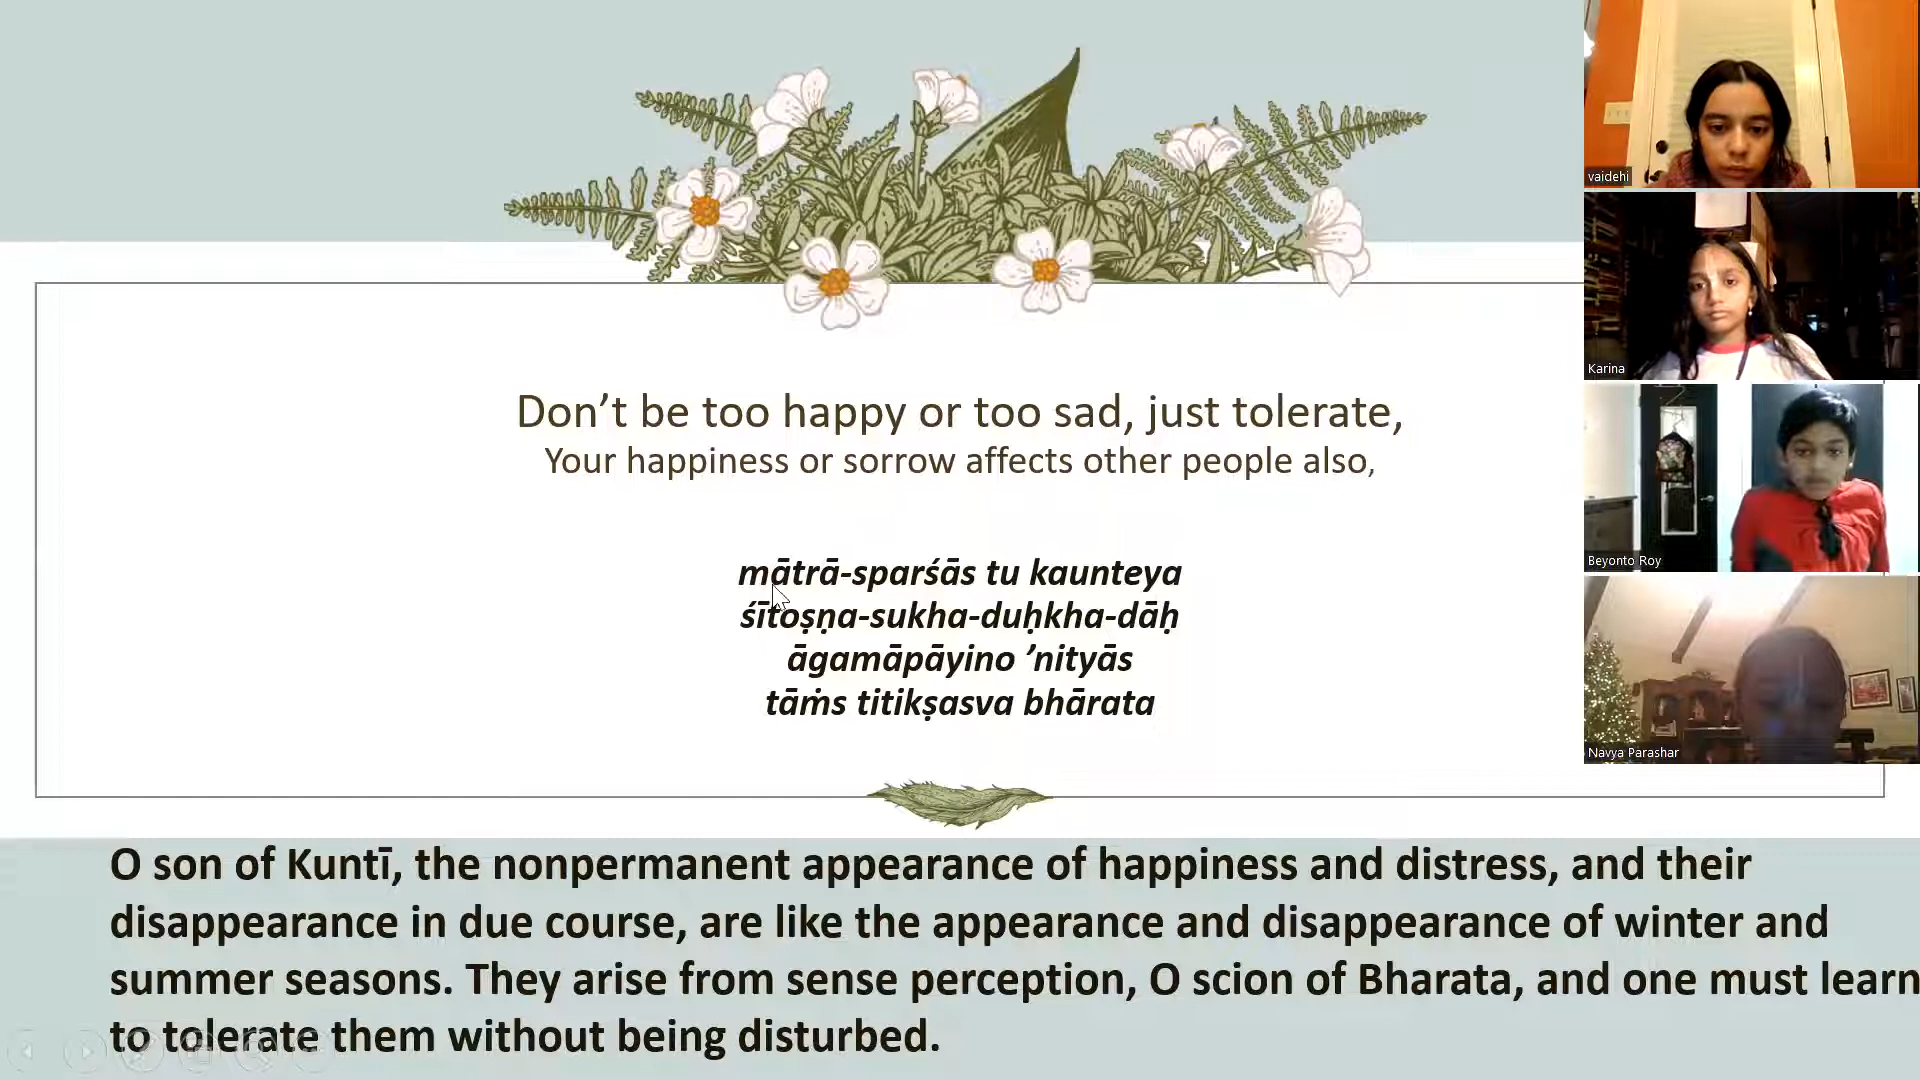 Don’t be too happy or too sad, just tolerate,
Your happiness or sorrow affects other people also,
mātrā-sparśās tu kaunteya
śītoṣṇa-sukha-duḥkha-dāḥ
āgamāpāyino ’nityās
tāṁs titikṣasva bhārata
O son of Kuntī, the nonpermanent appearance of happiness and distress, and their
disappearance in due course, are like the appearance and disappearance of winter and
summer seasons. They arise from sense perception, O scion of Bharata, and one must learn
to tolerate them without being disturbed.
vaidehi
Karina
Beyonto Roy
Navya Parashar